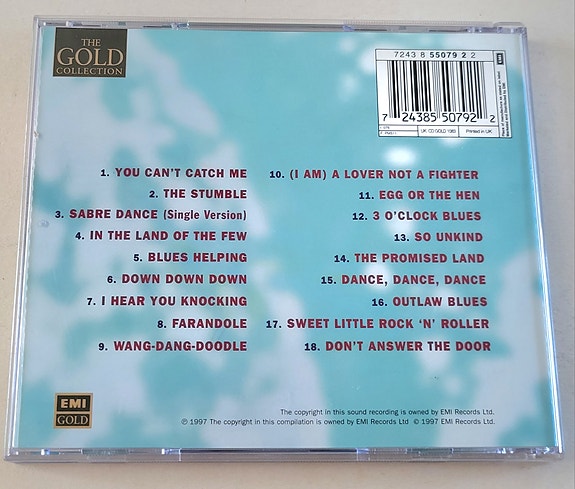 THE
GOLD
COLLECTION
7243 8 55079 2 2
EMI
7 24385 50792 2
UK: CD GOLD 1083
Printed in UK
1. YOU CAN'T CATCH ME
2. THE STUMBLE
3. SABRE DANCE (Single Version)
4. IN THE LAND OF THE FEW
5. BLUES HELPING
6. DOWN DOWN DOWN
7. I HEAR YOU KNOCKING
8. FARANDOLE
9. WANG-DANG-DOODLE
10. (I AM) A LOVER NOT A FIGHTER
11. EGG OR THE HEN
12. 3 O'CLOCK BLUES
13. SO UNKIND
14. THE PROMISED LAND
15. DANCE, DANCE, DANCE
16. OUTLAW BLUES
17. SWEET LITTLE ROCK 'N' ROLLER
18. DON'T ANSWER THE DOOR
EMI
GOLD
The copyright in this sound recording is owned by EMI Records Ltd.
℗ 1997 The copyright in this compilation is owned by EMI Records Ltd © 1997 EMI Records Ltd.